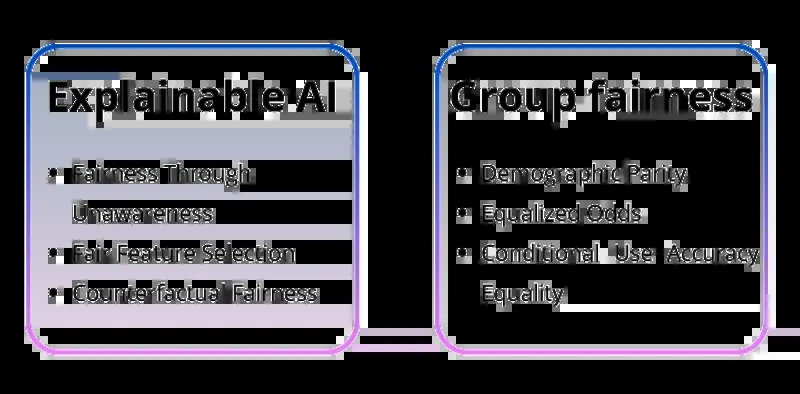 Explainable AI
• Fairness Through
Unawareness
• Fair Feature Selection
• Counterfactual Fairness
Group fairness
• Demographic Parity
• Equalized Odds
• Conditional Use Accuracy
Equality